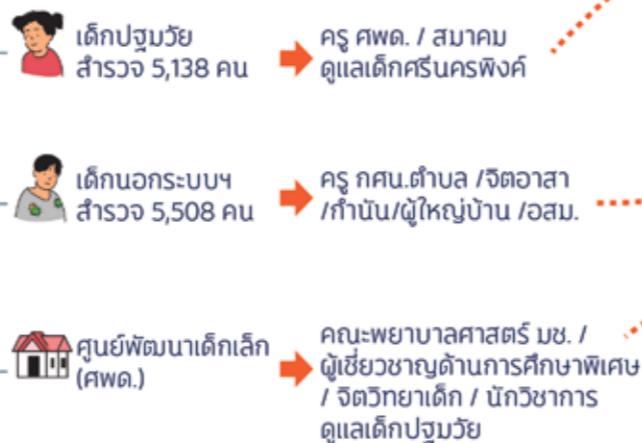 เด็กปฐมวัย
สำรวจ 5,138 คน
ครู ศพด. / สมาคม
ดูแลเด็กศรีนครพิงค์
เด็กนอกระบบฯ
สำรวจ 5,508 คน
ครู กศน.ตำบล /จิตอาสา
/กำนัน/ผู้ใหญ่บ้าน /อสม.
ศูนย์พัฒนาเด็กเล็ก
(ศพด.)
คณะพยาบาลศาสตร์ มช. /
ผู้เชี่ยวชาญด้านการศึกษาพิเศษ
/ จิตวิทยาเด็ก / นักวิชาการ
ดูแลเด็กปฐมวัย